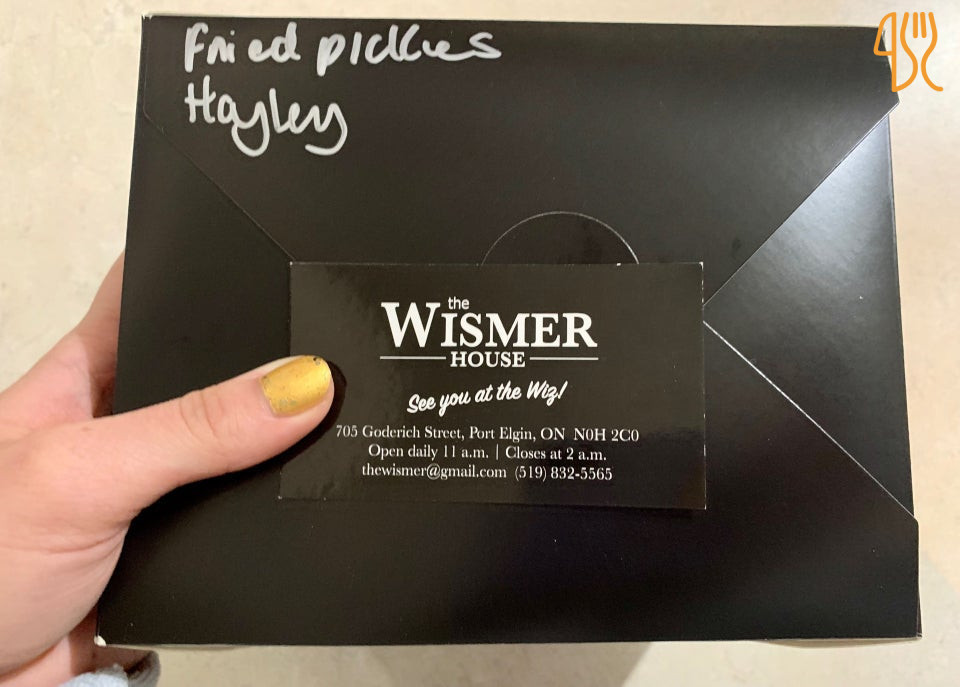 Fried pickles
Hayley
the
WISMER
HOUSE
See you at the Wiz!
705 Goderich Street, Port Elgin, ON N0H 2C0
Open daily 11 a.m. | Closes at 2 a.m.
thewismer@gmail.com (519) 832-5565